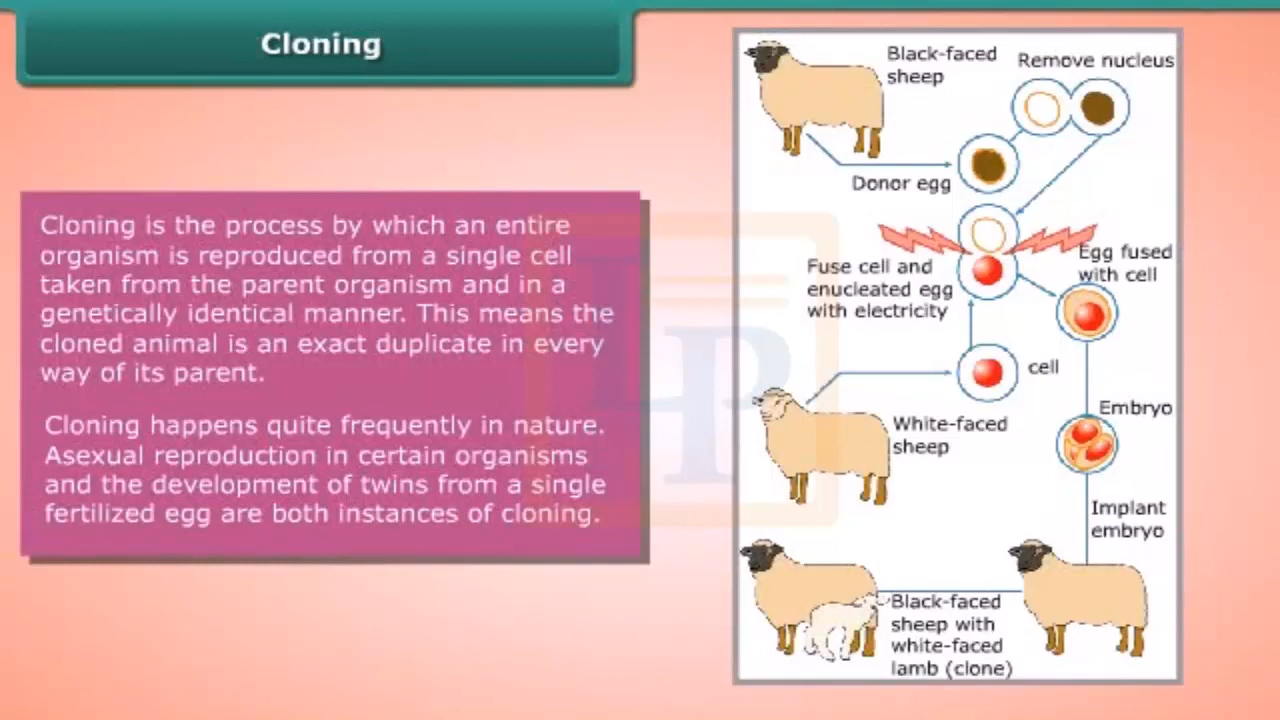 Cloning
Cloning is the process by which an entire
organism is reproduced from a single cell
taken from the parent organism and in a
genetically identical manner. This means the
cloned animal is an exact duplicate in every
way of its parent.
Cloning happens quite frequently in nature.
Asexual reproduction in certain organisms
and the development of twins from a single
fertilized egg are both instances of cloning.
Black-faced
sheep
Remove nucleus
Donor egg
Fuse cell and
enucleated egg
with electricity
Egg fused
with cell
cell
White-faced
sheep
Embryo
Implant
embryo
Black-faced
sheep with
white-faced
lamb (clone)